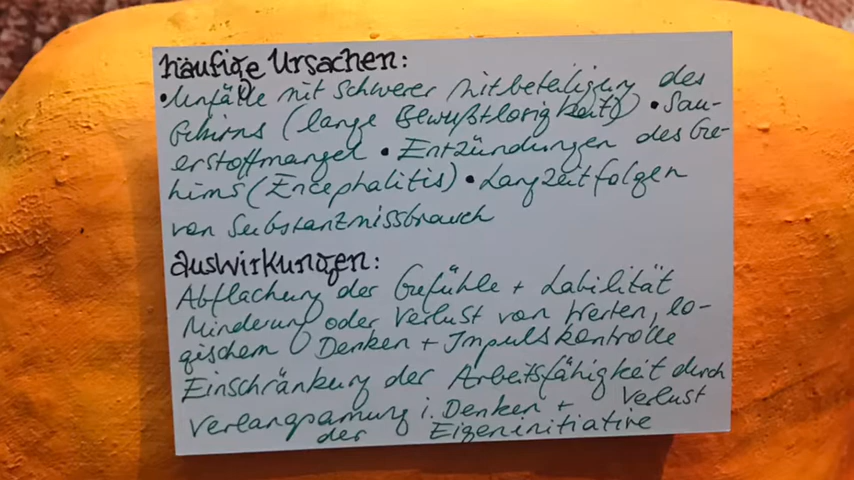 häufige Ursachen:
• Unfälle mit schwerer Mitbeteiligung des
Gehirns (lange Bewußtlosigkeit) • Sau-
erstoffmangel • Entzündungen des Ge-
hirns (Encephalitis) • Langzeitfolgen
von Substanzmissbrauch
auswirkungen:
Abflachung der Gefühle + Labilität
Minderung oder Verlust von Werten, lo-
gischem Denken + Impulskontrolle
Einschränkung der Arbeitsfähigkeit durch
Verlangsamung i. Denken + Verlust
der Eigeninitiative